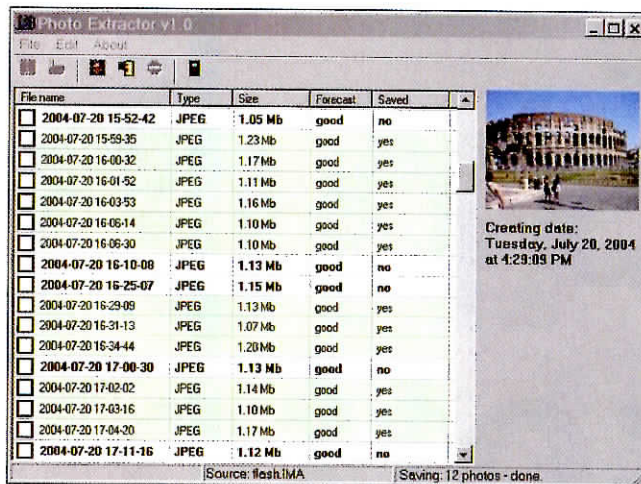 Photo Extractor v1.0
File Edit About
File name Type Size Forecast Saved
2004-07-20 15-52-42 JPEG 1.05 Mb good no
2004-07-20 15-59-35 JPEG 1.23 Mb good yes
2004-07-20 16-00-32 JPEG 1.17 Mb good yes
2004-07-20 16-01-52 JPEG 1.11 Mb good yes
2004-07-20 16-03-53 JPEG 1.16 Mb good yes
2004-07-20 16-06-14 JPEG 1.10 Mb good yes
2004-07-20 16-06-30 JPEG 1.10 Mb good yes
2004-07-20 16-10-08 JPEG 1.13 Mb good no
2004-07-20 16-25-07 JPEG 1.15 Mb good no
2004-07-20 16-29-09 JPEG 1.13 Mb good yes
2004-07-20 16-31-13 JPEG 1.07 Mb good yes
2004-07-20 16-34-44 JPEG 1.28 Mb good yes
2004-07-20 17-00-30 JPEG 1.13 Mb good no
2004-07-20 17-02-02 JPEG 1.14 Mb good yes
2004-07-20 17-03-16 JPEG 1.10 Mb good yes
2004-07-20 17-04-20 JPEG 1.17 Mb good yes
2004-07-20 17-11-16 JPEG 1.12 Mb good no
Creating date:
Tuesday, July 20, 2004
at 4:29:09 PM
Source: flash.IMA Saving: 12 photos - done.